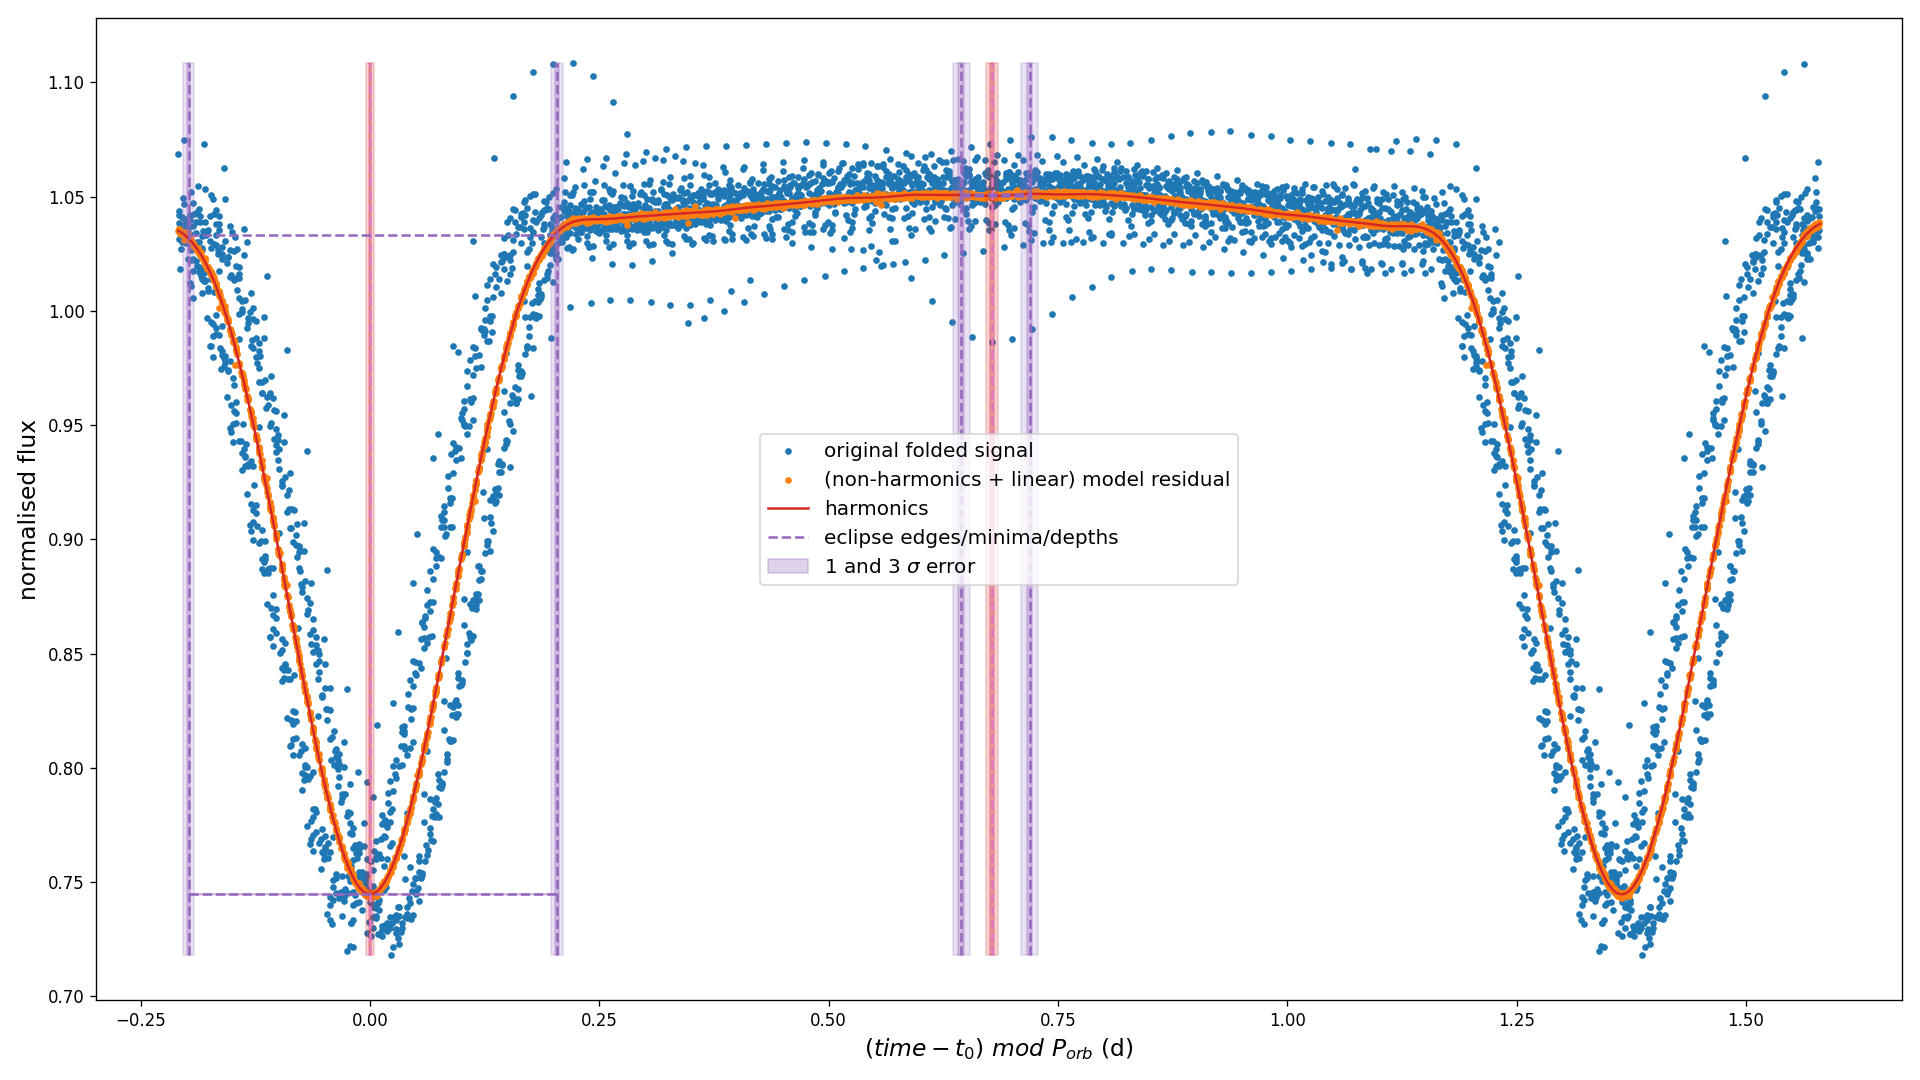 1.10
1.05
1.00
0.95
0.90
0.85
0.80
0.75
0.70
normalised flux
original folded signal
(non-harmonics + linear) model residual
harmonics
eclipse edges/minima/depths
1 and 3 σ error
−0.25 0.00 0.25 0.50 0.75 1.00 1.25 1.50
(time − t₀) mod P_orb (d)